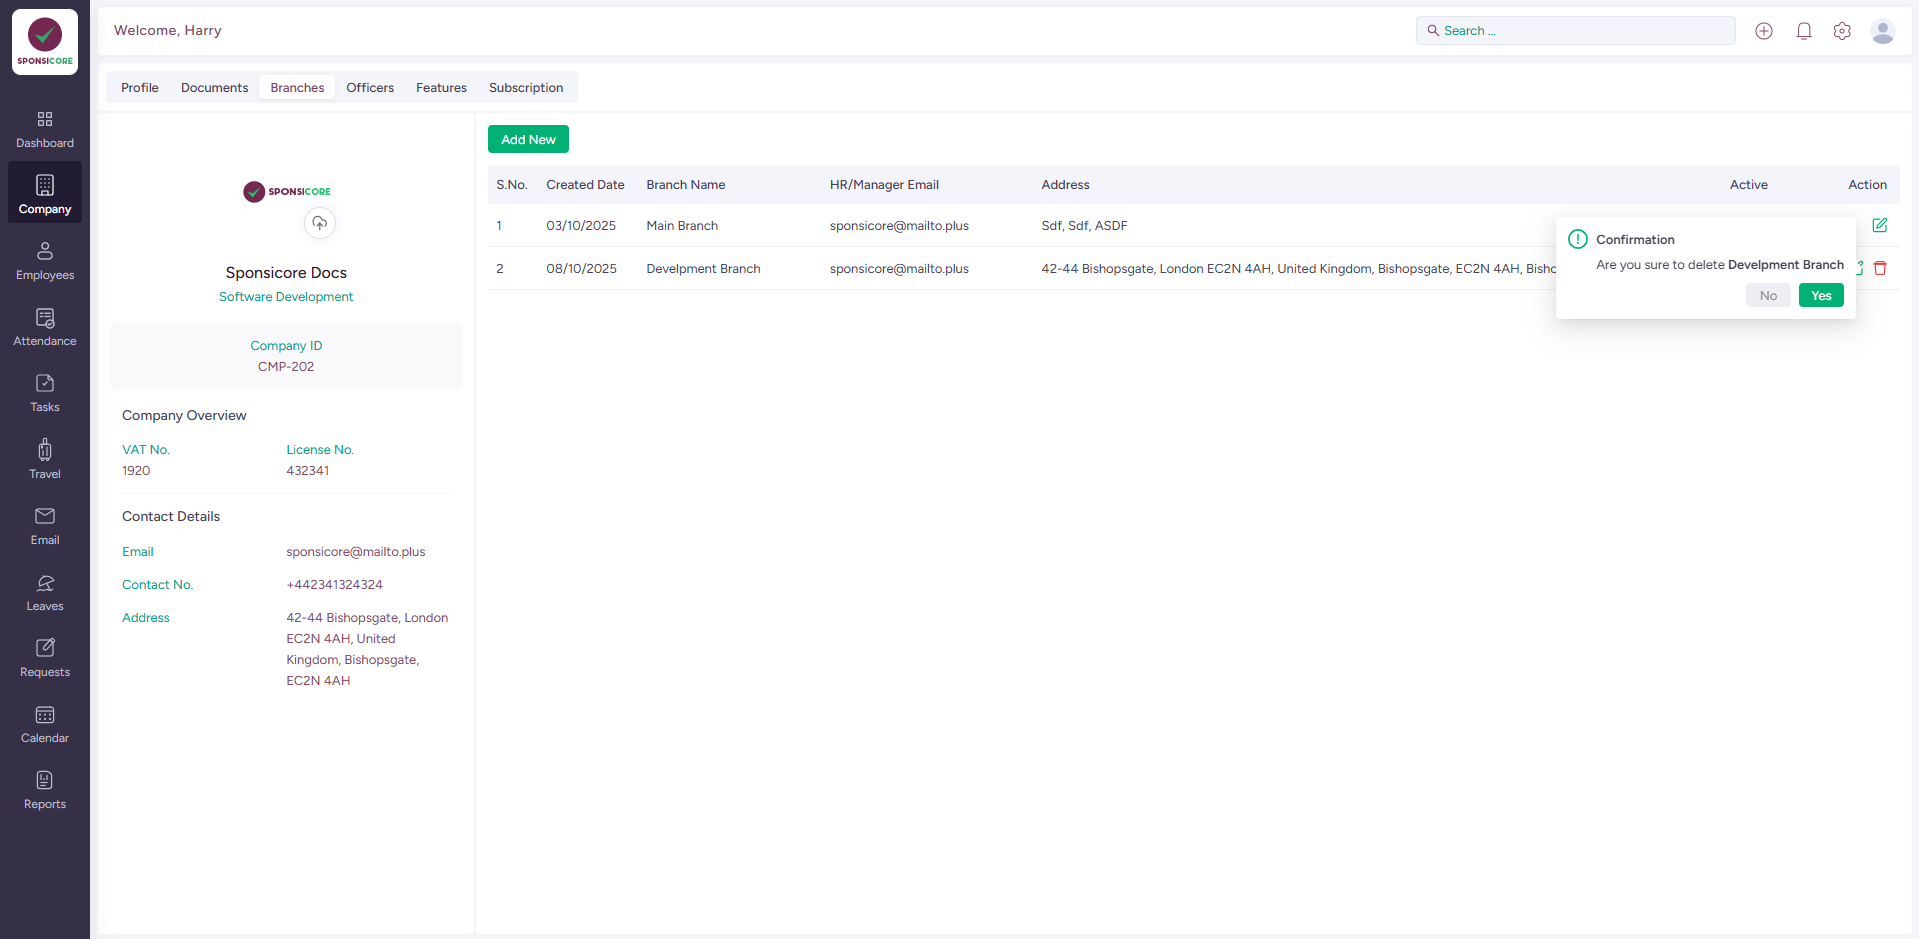 SPONSICORE
Welcome, Harry
Search ...
Dashboard
Company
Employees
Attendance
Tasks
Travel
Email
Leaves
Requests
Calendar
Reports
Profile Documents Branches Officers Features Subscription
SPONSICORE
Sponsicore Docs
Software Development
Company ID
CMP-202
Company Overview
VAT No. License No.
1920 432341
Contact Details
Email sponsicore@mailto.plus
Contact No. +442341324324
Address 42-44 Bishopsgate, London
EC2N 4AH, United
Kingdom, Bishopsgate,
EC2N 4AH
Add New
S.No. Created Date Branch Name HR/Manager Email Address Active Action
1 03/10/2025 Main Branch sponsicore@mailto.plus Sdf, Sdf, ASDF
2 08/10/2025 Develpment Branch sponsicore@mailto.plus 42-44 Bishopsgate, London EC2N 4AH, United Kingdom, Bishopsgate, EC2N 4AH,
Confirmation
Are you sure to delete Develpment Branch
No Yes